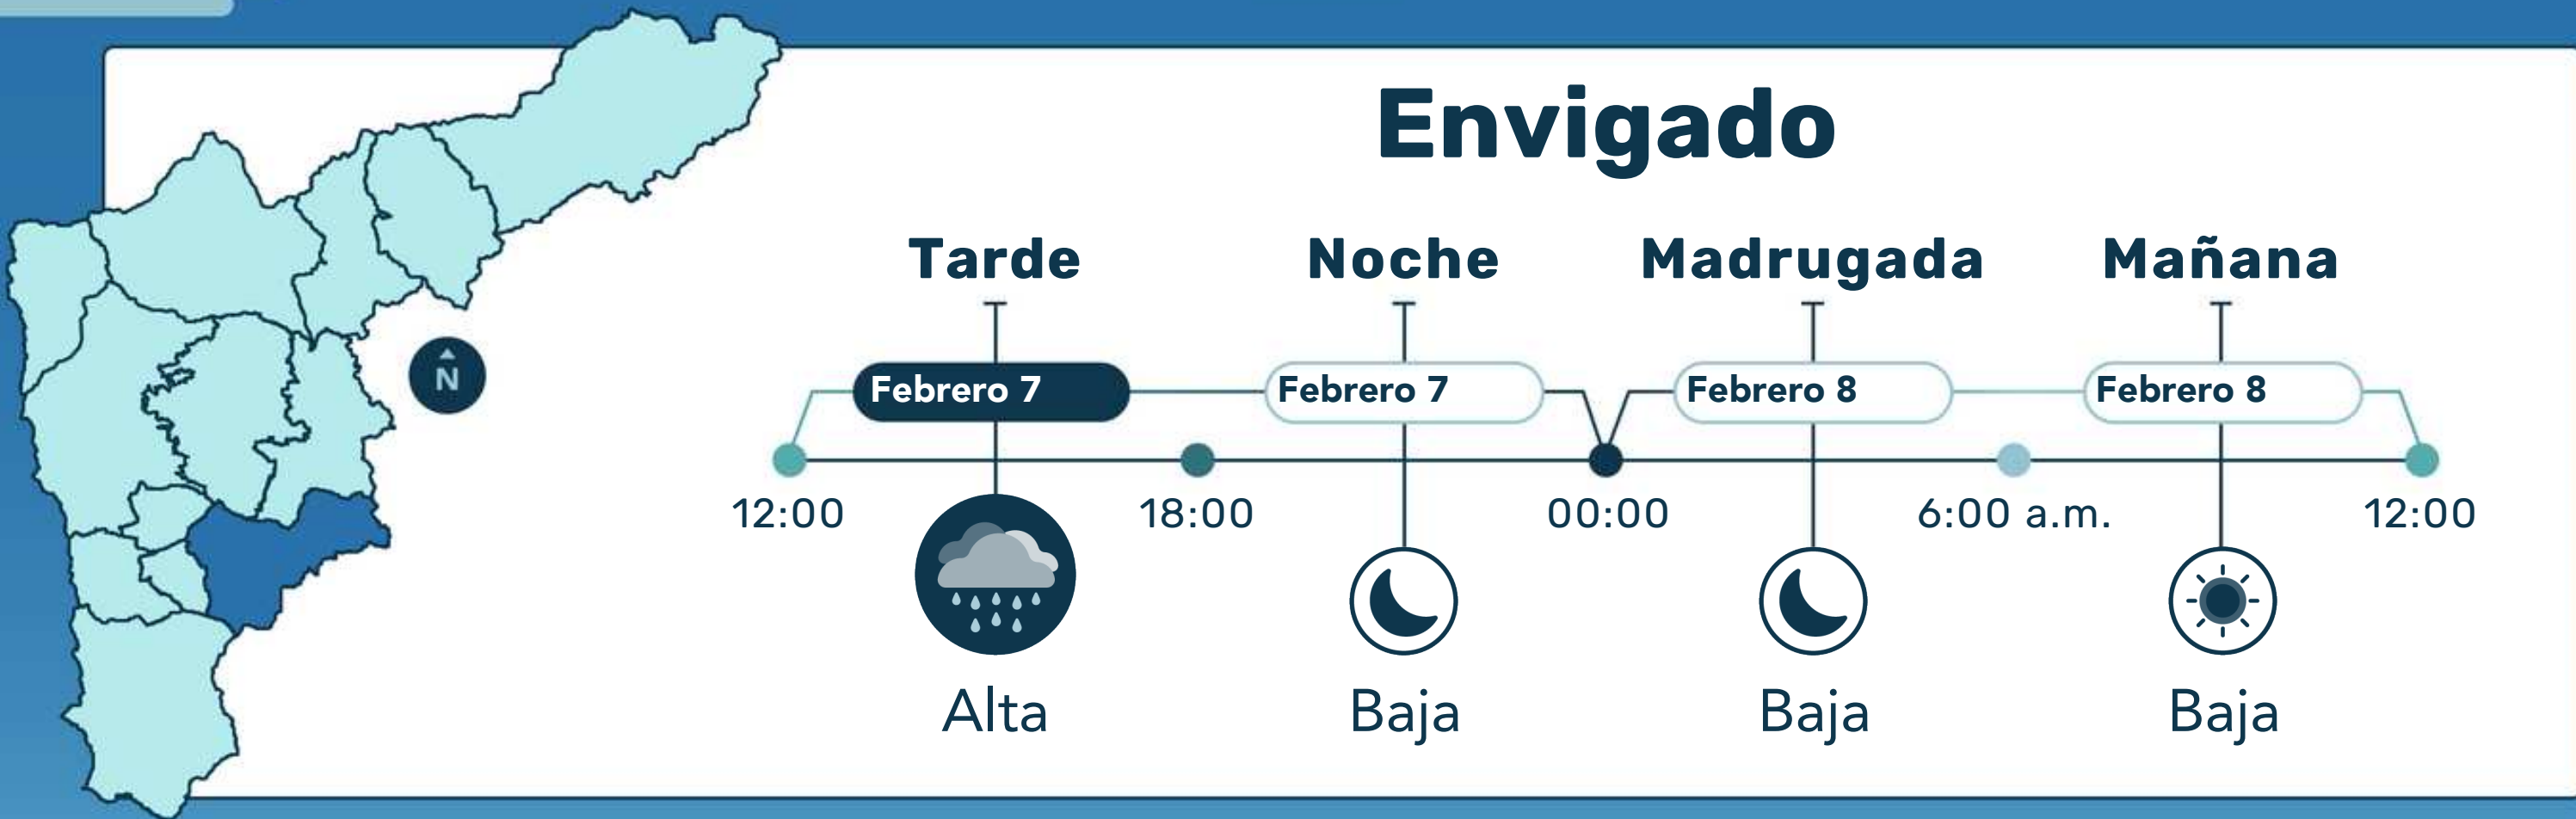 Envigado
Tarde
Noche
Madrugada
Mañana
Febrero 7
Febrero 7
Febrero 8
Febrero 8
N
12:00
18:00
00:00
6:00 a.m.
12:00
Alta
Baja
Baja
Baja